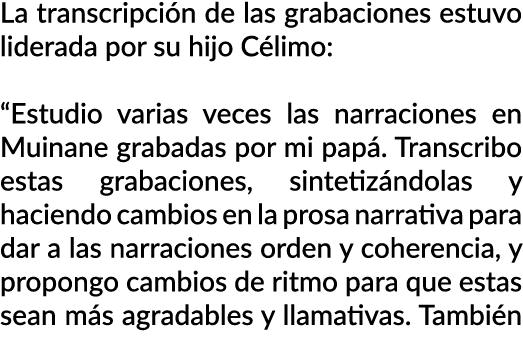 La transcripción de las grabaciones estuvo
liderada por su hijo Célimo:
“Estudio varias veces las narraciones en
Muinane grabadas por mi papá. Transcribo
estas grabaciones, sintetizándolas y
haciendo cambios en la prosa narrativa para
dar a las narraciones orden y coherencia, y
propongo cambios de ritmo para que estas
sean más agradables y llamativas. También